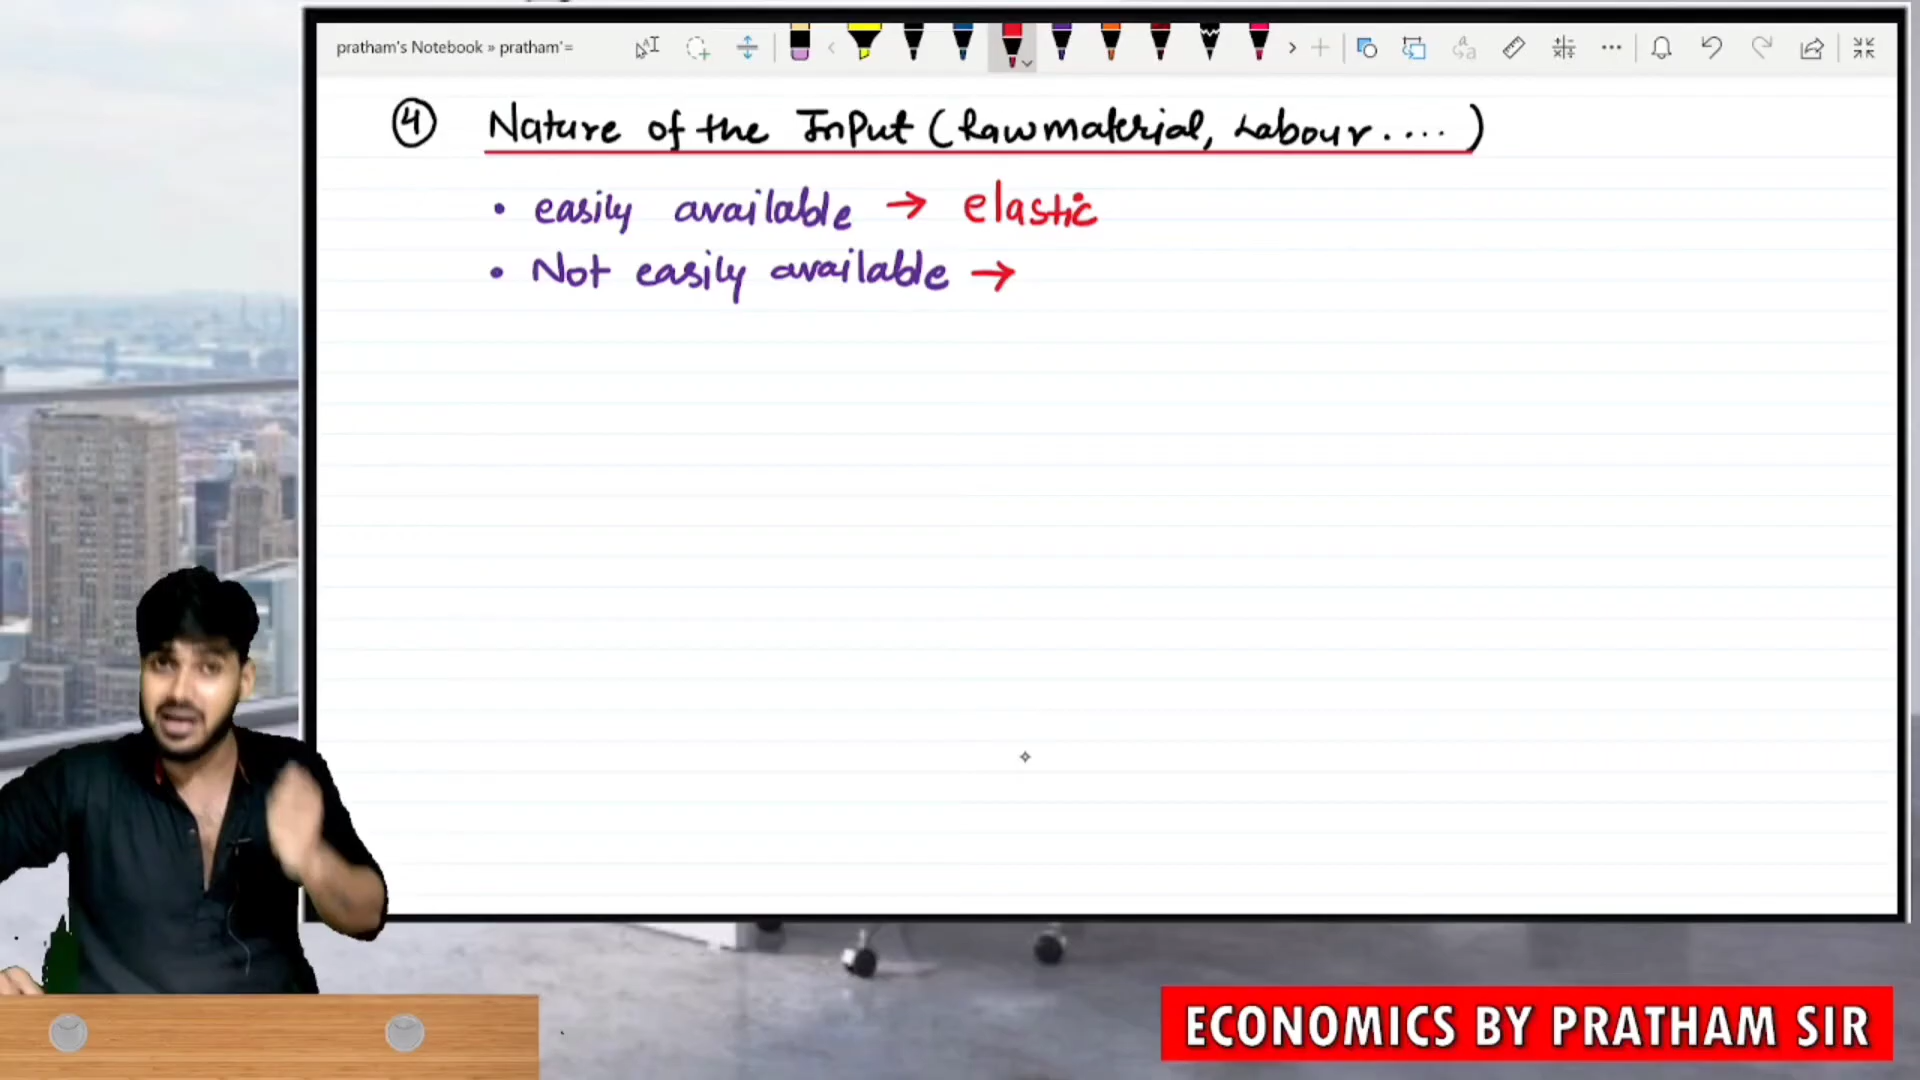 pratham's Notebook » pratham'=
④ Nature of the Input (Rawmaterial, Labour....)
• easily available → elastic
• Not easily available →
ECONOMICS BY PRATHAM SIR